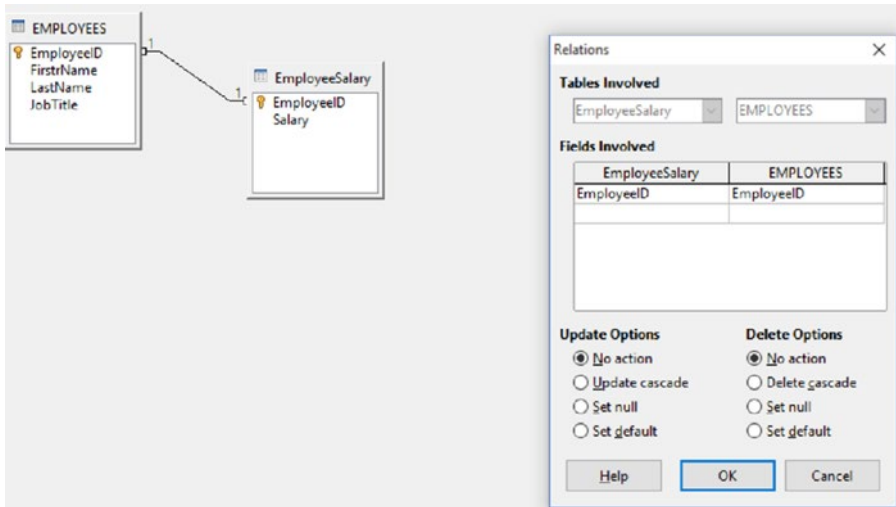 EMPLOYEES
EmployeeID
FirstrName
LastName
JobTitle
1
1
EmployeeSalary
EmployeeID
Salary
Relations
Tables Involved
EmployeeSalary EMPLOYEES
Fields Involved
EmployeeSalary EMPLOYEES
EmployeeID EmployeeID
Update Options Delete Options
No action No action
Update cascade Delete cascade
Set null Set null
Set default Set default
Help OK Cancel